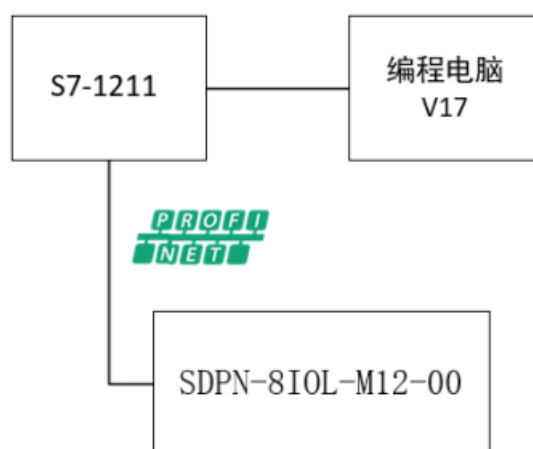 S7-1211
编程电脑
V17
PROFI
NET
SDPN-8IOL-M12-00